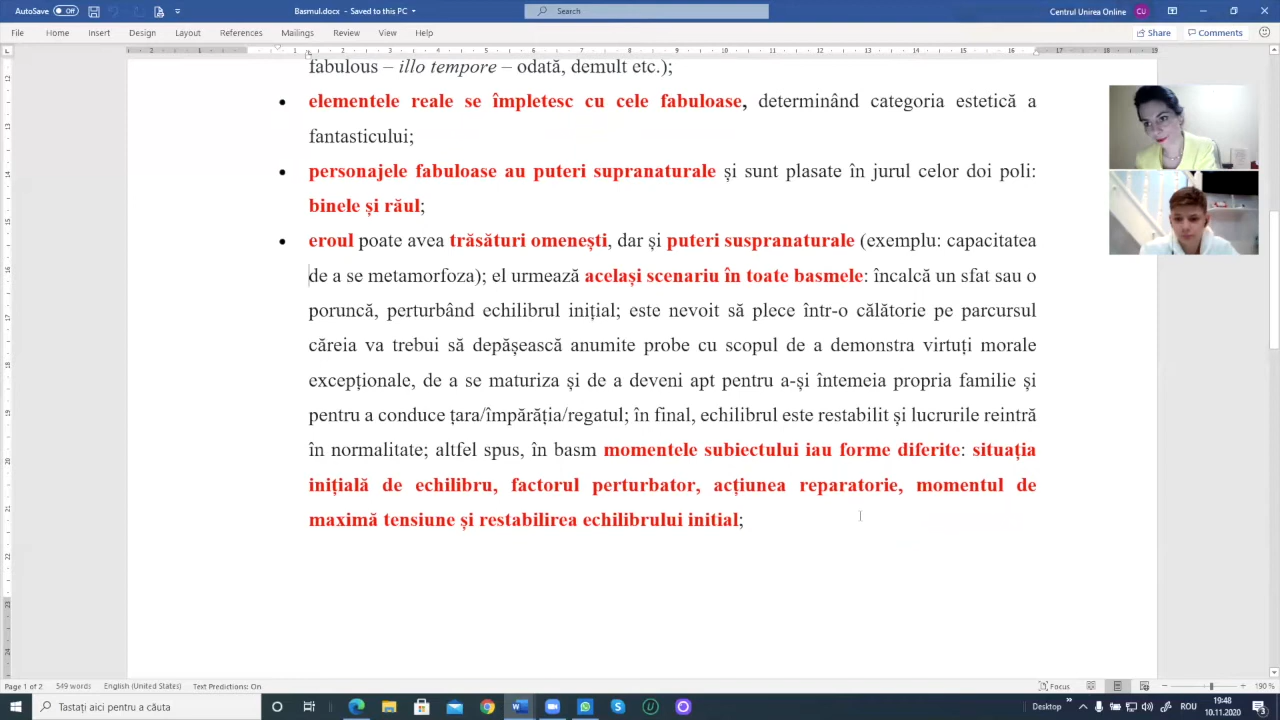 AutoSave Off
Basmul.docx - Saved to this PC
Search
Centrul Unirea Online
CU
File Home Insert Design Layout References Mailings Review View Help
Share Comments
fabulous – illo tempore – odată, demult etc.);
• elementele reale se împletesc cu cele fabuloase, determinând categoria estetică a
fantasticului;
• personajele fabuloase au puteri supranaturale și sunt plasate în jurul celor doi poli:
binele și răul;
• eroul poate avea trăsături omenești, dar și puteri suspranaturale (exemplu: capacitatea
de a se metamorfoza); el urmează același scenariu în toate basmele: încalcă un sfat sau o
poruncă, perturbând echilibrul inițial; este nevoit să plece într-o călătorie pe parcursul
căreia va trebui să depășească anumite probe cu scopul de a demonstra virtuți morale
excepționale, de a se maturiza și de a deveni apt pentru a-și întemeia propria familie și
pentru a conduce țara/împărăția/regatul; în final, echilibrul este restabilit și lucrurile reintră
în normalitate; altfel spus, în basm momentele subiectului iau forme diferite: situația
inițială de echilibru, factorul perturbator, acțiunea reparatorie, momentul de
maximă tensiune și restabilirea echilibrului initial;
Page 1 of 2 549 words English (United States) Text Predictions: On
Focus
190 %
Tastați aici pentru a căuta
Desktop
ROU
19:48
10.11.2020